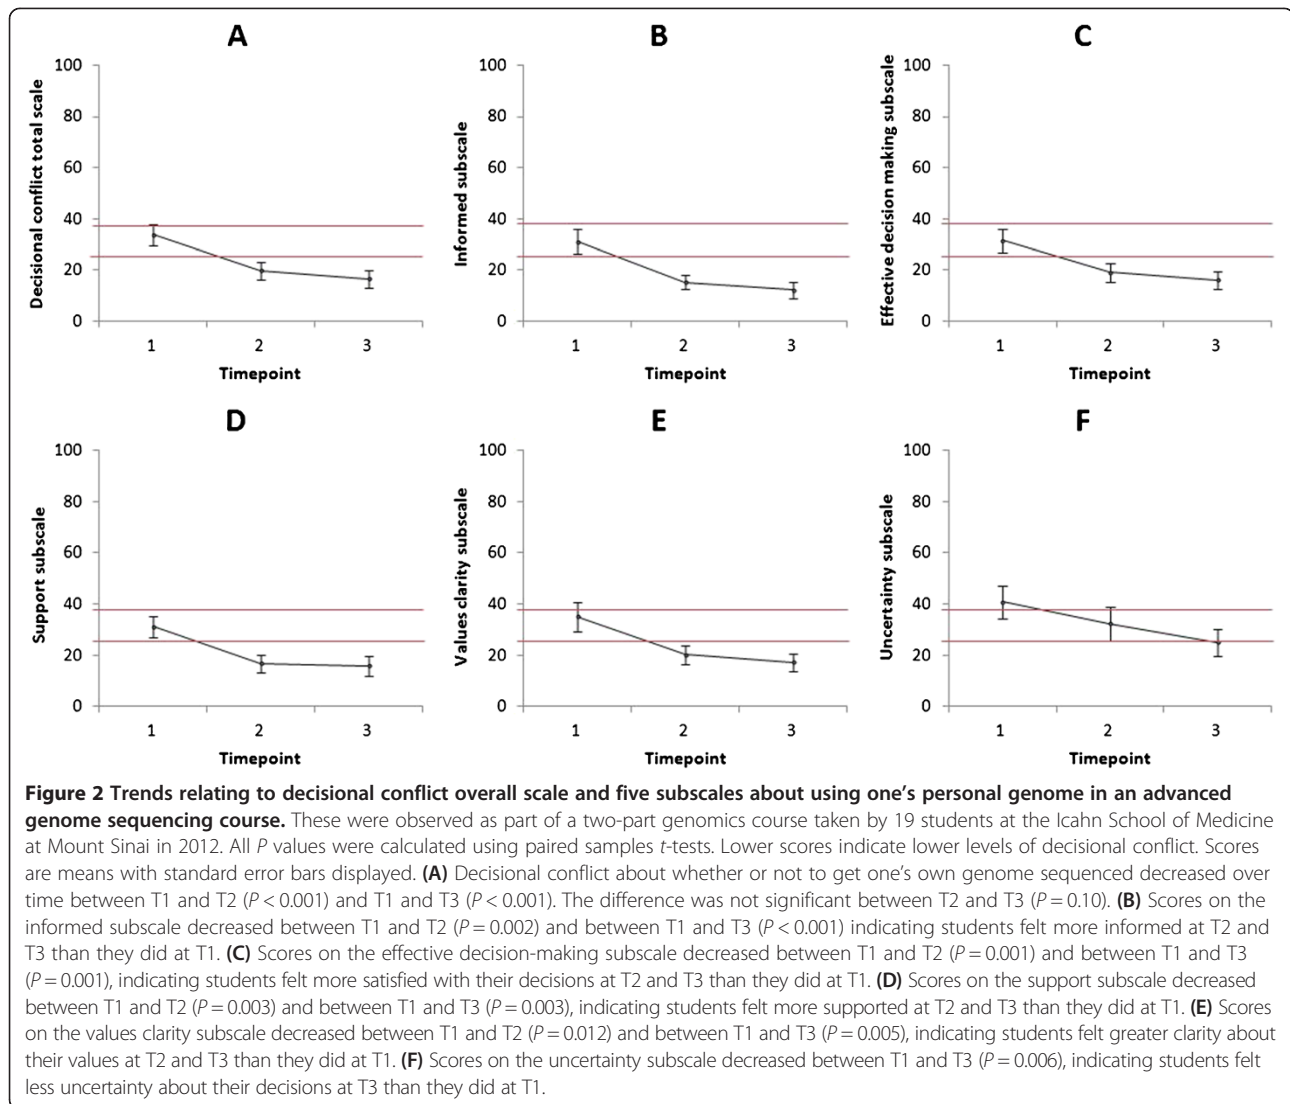 A
B
C
Decisional conflict total scale
100
80
60
40
20
0
1 2 3
Timepoint
Informed subscale
100
80
60
40
20
0
1 2 3
Timepoint
Effective decision making subscale
100
80
60
40
20
0
1 2 3
Timepoint
D
E
F
Support subscale
100
80
60
40
20
0
1 2 3
Timepoint
Values clarity subscale
100
80
60
40
20
0
1 2 3
Timepoint
Uncertainty subscale
100
80
60
40
20
0
1 2 3
Timepoint
Figure 2 Trends relating to decisional conflict overall scale and five subscales about using one's personal genome in an advanced
genome sequencing course. These were observed as part of a two-part genomics course taken by 19 students at the Icahn School of Medicine
at Mount Sinai in 2012. All P values were calculated using paired samples t-tests. Lower scores indicate lower levels of decisional conflict. Scores
are means with standard error bars displayed. (A) Decisional conflict about whether or not to get one's own genome sequenced decreased over
time between T1 and T2 (P < 0.001) and T1 and T3 (P < 0.001). The difference was not significant between T2 and T3 (P = 0.10). (B) Scores on the
informed subscale decreased between T1 and T2 (P = 0.002) and between T1 and T3 (P < 0.001) indicating students felt more informed at T2 and
T3 than they did at T1. (C) Scores on the effective decision-making subscale decreased between T1 and T2 (P = 0.001) and between T1 and T3
(P = 0.001), indicating students felt more satisfied with their decisions at T2 and T3 than they did at T1. (D) Scores on the support subscale decreased
between T1 and T2 (P = 0.003) and between T1 and T3 (P = 0.003), indicating students felt more supported at T2 and T3 than they did at T1. (E) Scores
on the values clarity subscale decreased between T1 and T2 (P = 0.012) and between T1 and T3 (P = 0.005), indicating students felt greater clarity about
their values at T2 and T3 than they did at T1. (F) Scores on the uncertainty subscale decreased between T1 and T3 (P = 0.006), indicating students felt
less uncertainty about their decisions at T3 than they did at T1.